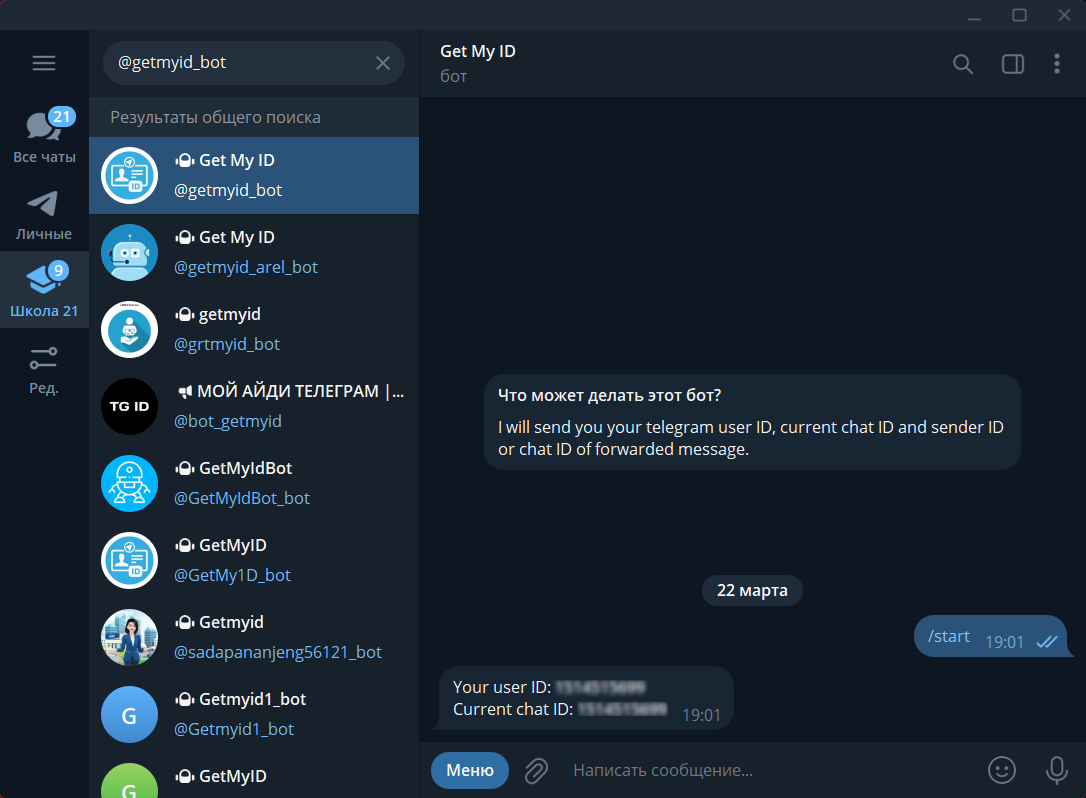 @getmyid_bot
Get My ID
бот
21
Все чаты
Личные
9
Школа 21
Ред.
Результаты общего поиска
ID
Get My ID
@getmyid_bot
Get My ID
@getmyid_arel_bot
getmyid
@grtmyid_bot
TG ID
МОЙ АЙДИ ТЕЛЕГРАМ |...
@bot_getmyid
GetMyIdBot
@GetMyIdBot_bot
ID
GetMyID
@GetMy1D_bot
Getmyid
@sadapananjeng56121_bot
G
Getmyid1_bot
@Getmyid1_bot
G
GetMyID
Что может делать этот бот?
I will send you your telegram user ID, current chat ID and sender ID
or chat ID of forwarded message.
22 марта
/start 19:01
Your user ID:
Current chat ID:
19:01
Меню
Написать сообщение...